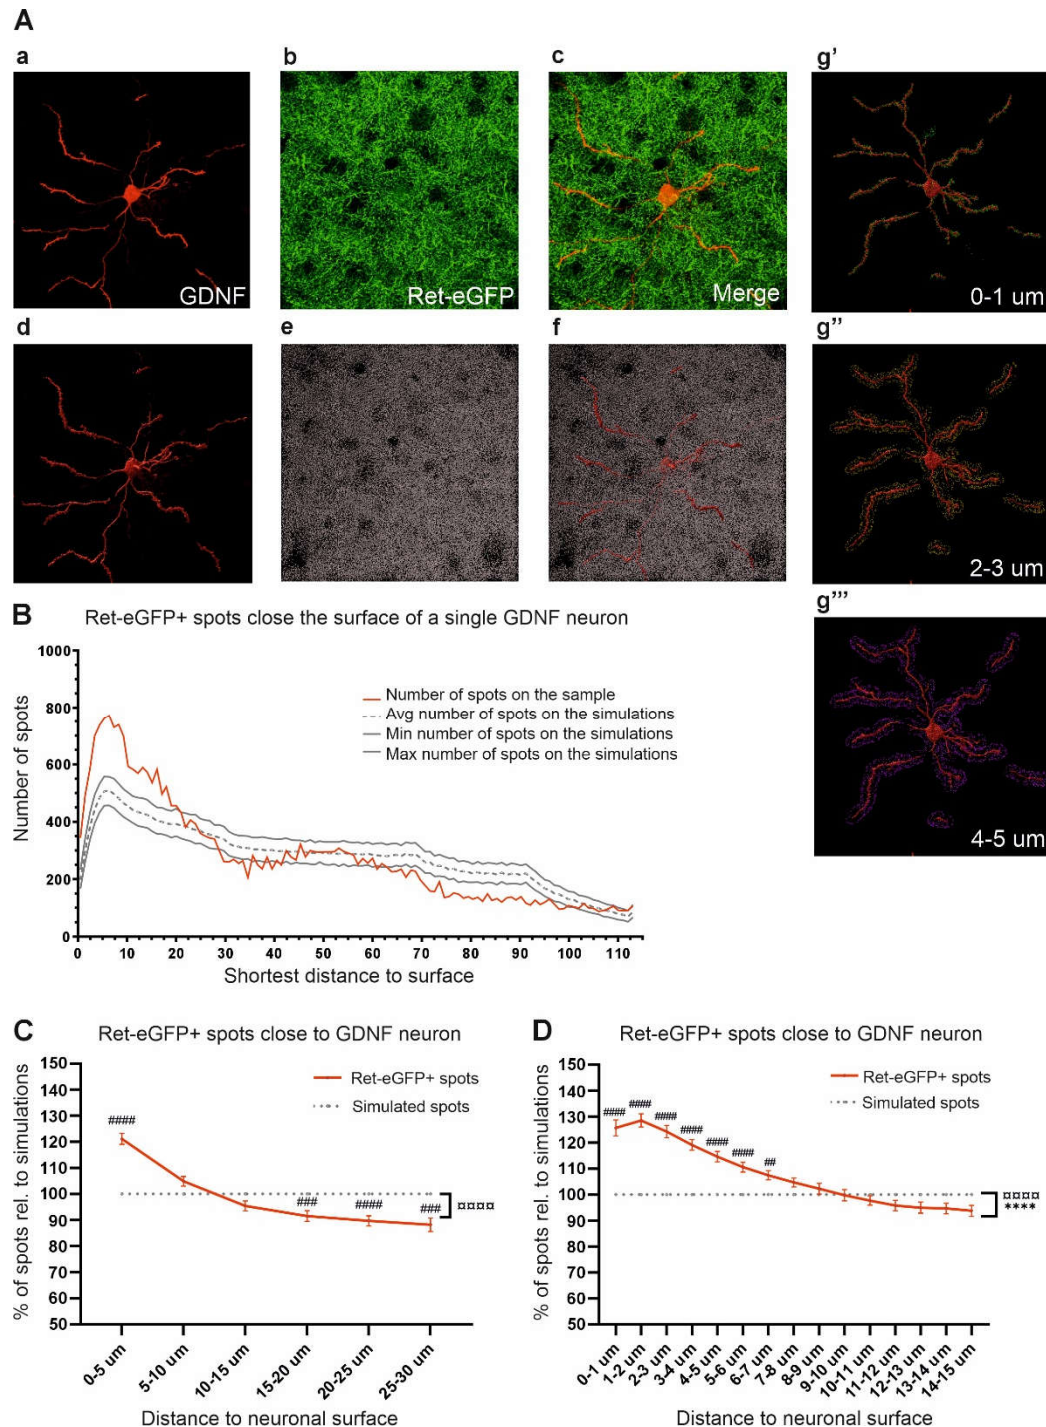 A
a
b
c
g’
GDNF
Ret-eGFP
Merge
0-1 um
d
e
f
g’’
2-3 um
g’’’
4-5 um
B
Ret-eGFP+ spots close the surface of a single GDNF neuron
Number of spots
1000
800
600
400
200
0
Number of spots on the sample
Avg number of spots on the simulations
Min number of spots on the simulations
Max number of spots on the simulations
0 10 20 30 40 50 60 70 80 90 100 110
Shortest distance to surface
C
Ret-eGFP+ spots close to GDNF neuron
% of spots rel. to simulations
150
140
130
120
110
100
90
80
70
60
50
Ret-eGFP+ spots
Simulated spots
####
### #### ###
¤¤¤¤
0-5 um 5-10 um 10-15 um 15-20 um 20-25 um 25-30 um
Distance to neuronal surface
D
Ret-eGFP+ spots close to GDNF neuron
% of spots rel. to simulations
150
140
130
120
110
100
90
80
70
60
50
Ret-eGFP+ spots
Simulated spots
#### #### #### #### #### #### ##
¤¤¤¤
****
0-1 um 1-2 um 2-3 um 3-4 um 4-5 um 5-6 um 6-7 um 7-8 um 8-9 um 9-10 um 10-11 um 11-12 um 12-13 um 13-14 um 14-15 um
Distance to neuronal surface